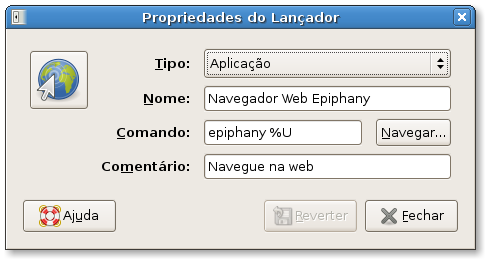 Propriedades do Lançador
Tipo: Aplicação
Nome: Navegador Web Epiphany
Comando: epiphany %U Navegar...
Comentário: Navegue na web
Ajuda Reverter Fechar